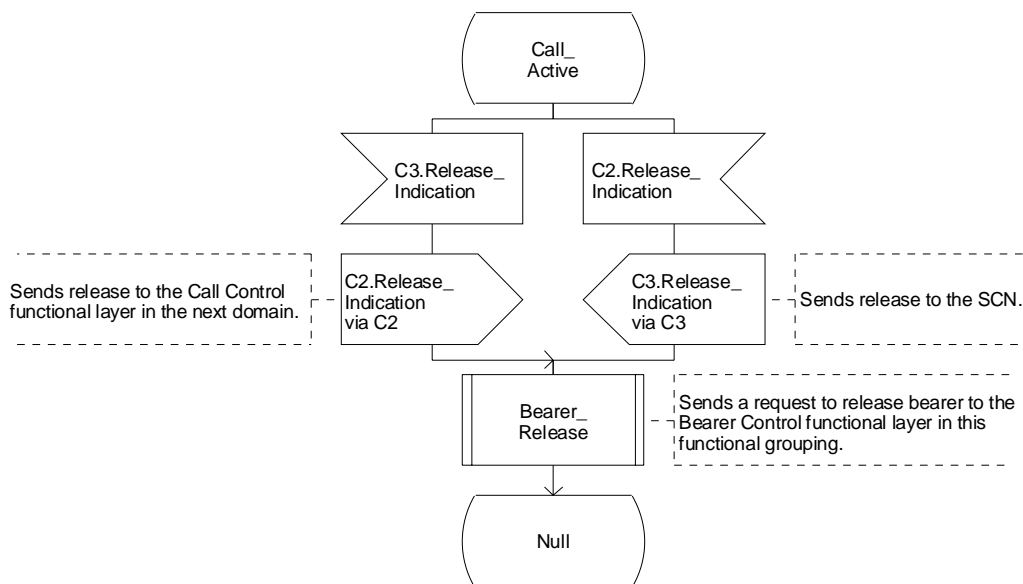 Call_
Active
C3.Release_
Indication
C2.Release_
Indication
Sends release to the Call Control
functional layer in the next domain.
C2.Release_
Indication
via C2
C3.Release_
Indication
via C3
Sends release to the SCN.
Bearer_
Release
Sends a request to release bearer to the
Bearer Control functional layer in this
functional grouping.
Null